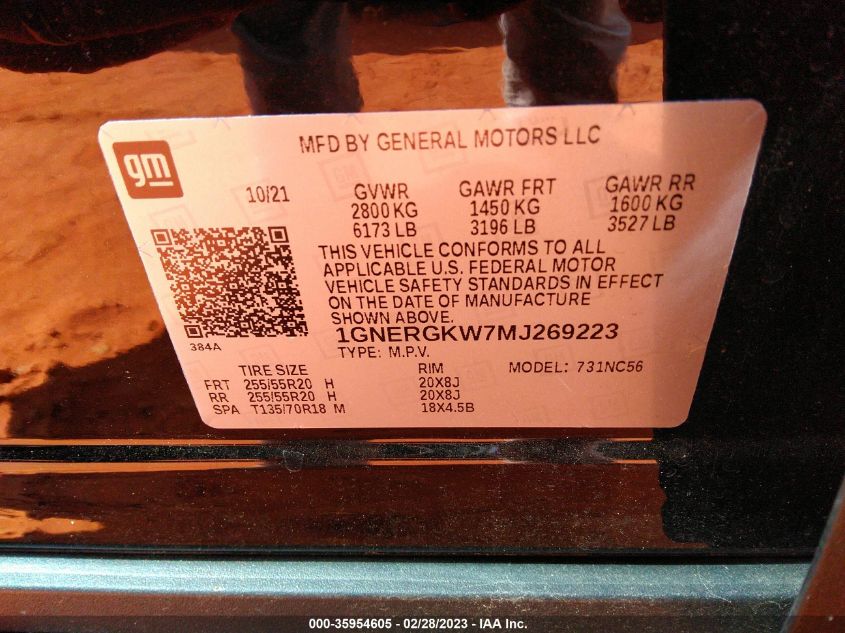 MFD BY GENERAL MOTORS LLC
gm
10/21
GVWR GAWR FRT GAWR RR
2800 KG 1450 KG 1600 KG
6173 LB 3196 LB 3527 LB
THIS VEHICLE CONFORMS TO ALL
APPLICABLE U.S. FEDERAL MOTOR
VEHICLE SAFETY STANDARDS IN EFFECT
ON THE DATE OF MANUFACTURE
SHOWN ABOVE.
384A
1GNERGKW7MJ269223
TYPE: M.P.V.
TIRE SIZE RIM MODEL: 731NC56
FRT 255/55R20 H 20X8J
RR 255/55R20 H 20X8J
SPA T135/70R18 M 18X4.5B
000-35954605 - 02/28/2023 - IAA Inc.